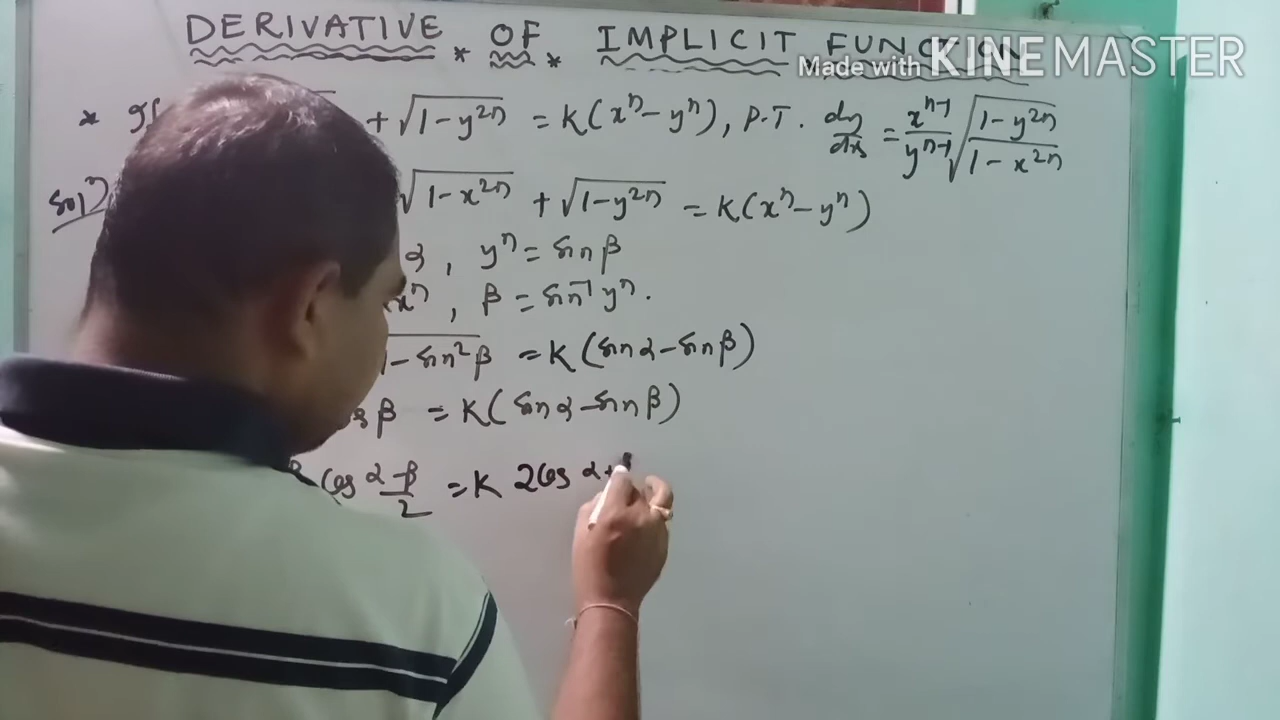 DERIVATIVE * OF * IMPLICIT FUNCTION
Made with KINEMASTER
* If + √(1-y²ⁿ) = K(xⁿ-yⁿ), P.T. dy/dx = xⁿ⁻¹/yⁿ⁻¹ √((1-y²ⁿ)/(1-x²ⁿ))
Solⁿ √(1-x²ⁿ) + √(1-y²ⁿ) = K(xⁿ-yⁿ)
α, yⁿ = sinβ
xⁿ, β = sin⁻¹yⁿ.
1-sin²β = K(sinα-sinβ)
β = K(sinα-sinβ)
Cos (α-β)/2 = K 2Cos α+